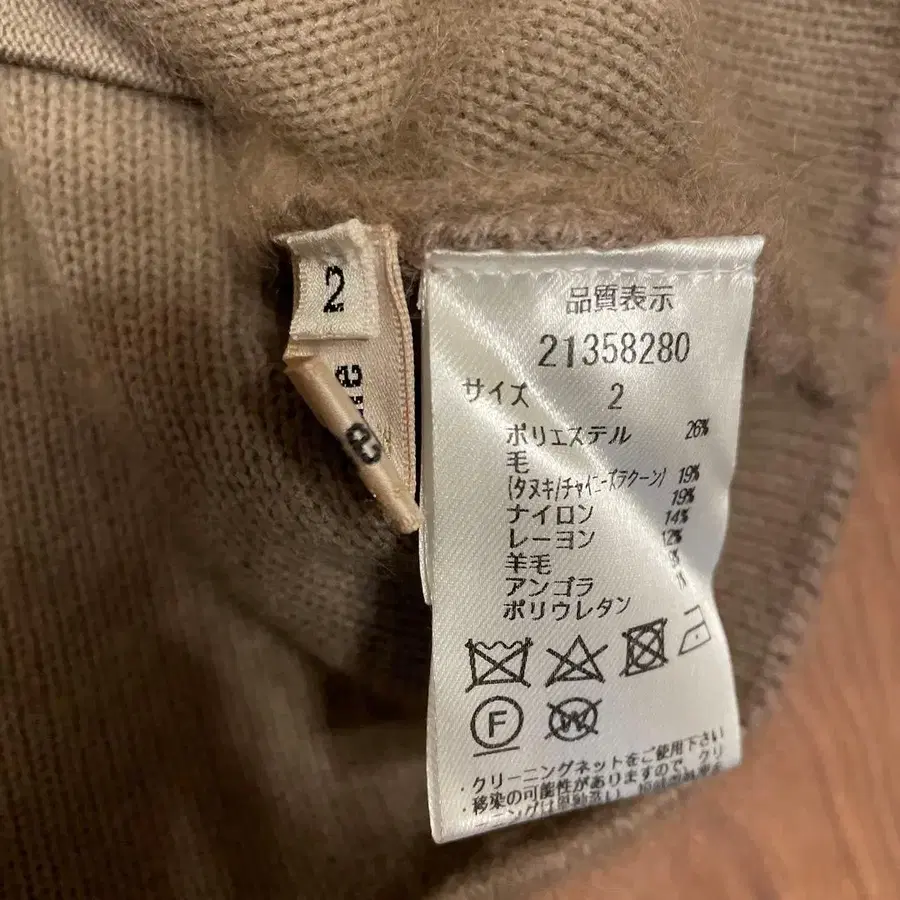 2
品質表示
21358280
サイズ 2
ポリエステル 26%
毛
(タヌキ/チャイニーズラクーン) 19%
ナイロン 19%
レーヨン 14%
羊毛 12%
アンゴラ
ポリウレタン
F
W
・クリーニングネットをご使用下さい
・移染の可能性がありますので、クリ